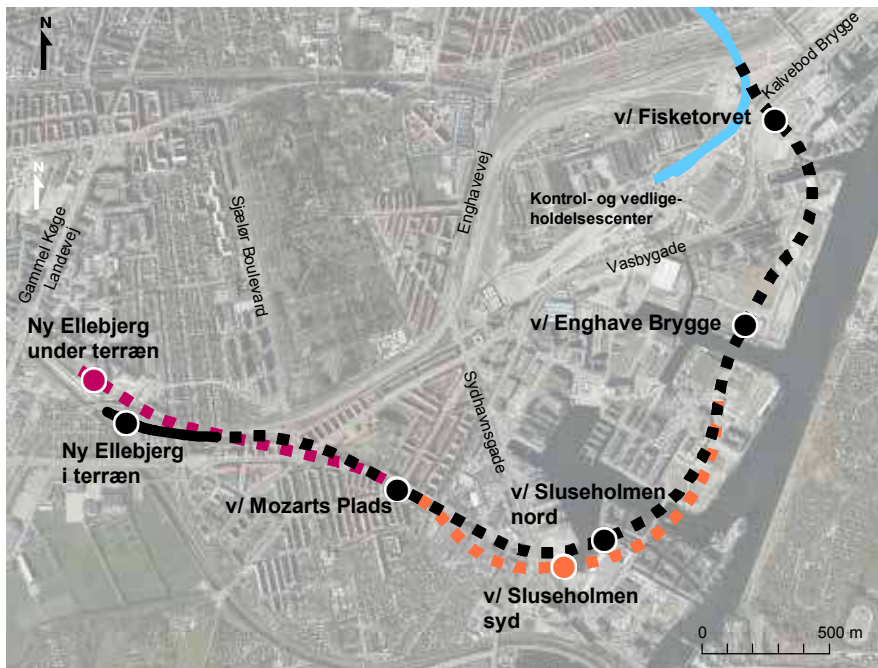 N
Kalvebod Brygge
v/ Fisketorvet
N
Kontrol- og vedlige-
holdelsescenter
Enghavevej
Sjælør Boulevard
Gammel Køge
Landevej
Vasbygade
Ny Ellebjerg
under terræn
v/ Enghave Brygge
Sydhavnsgade
Ny Ellebjerg
i terræn
v/ Mozarts Plads
v/ Sluseholmen
nord
v/ Sluseholmen
syd
0
500 m